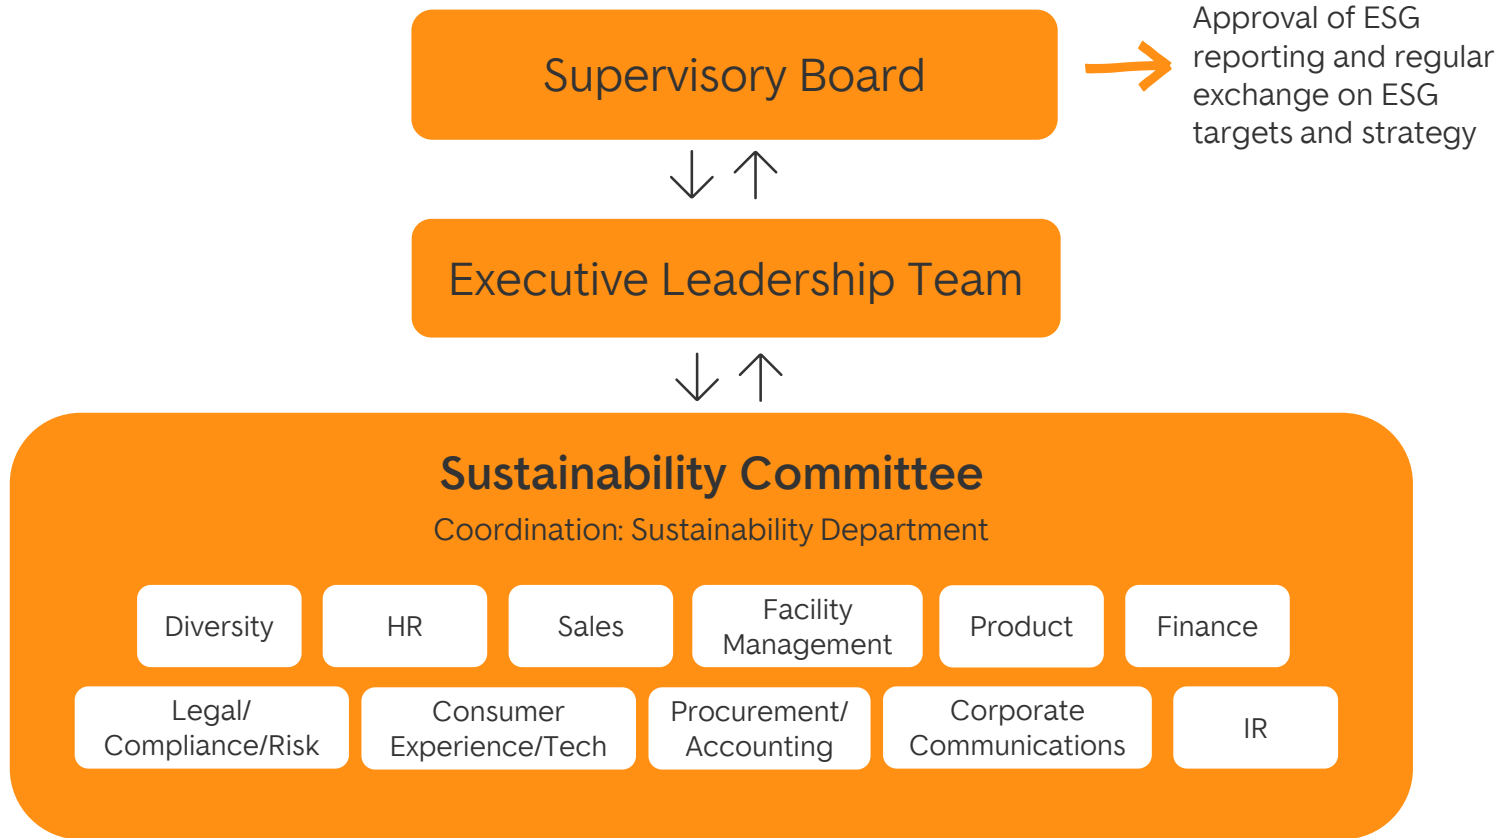 Supervisory Board
Approval of ESG
reporting and regular
exchange on ESG
targets and strategy
Executive Leadership Team
Sustainability Committee
Coordination: Sustainability Department
Diversity
HR
Sales
Facility
Management
Product
Finance
Legal/
Compliance/Risk
Consumer
Experience/Tech
Procurement/
Accounting
Corporate
Communications
IR